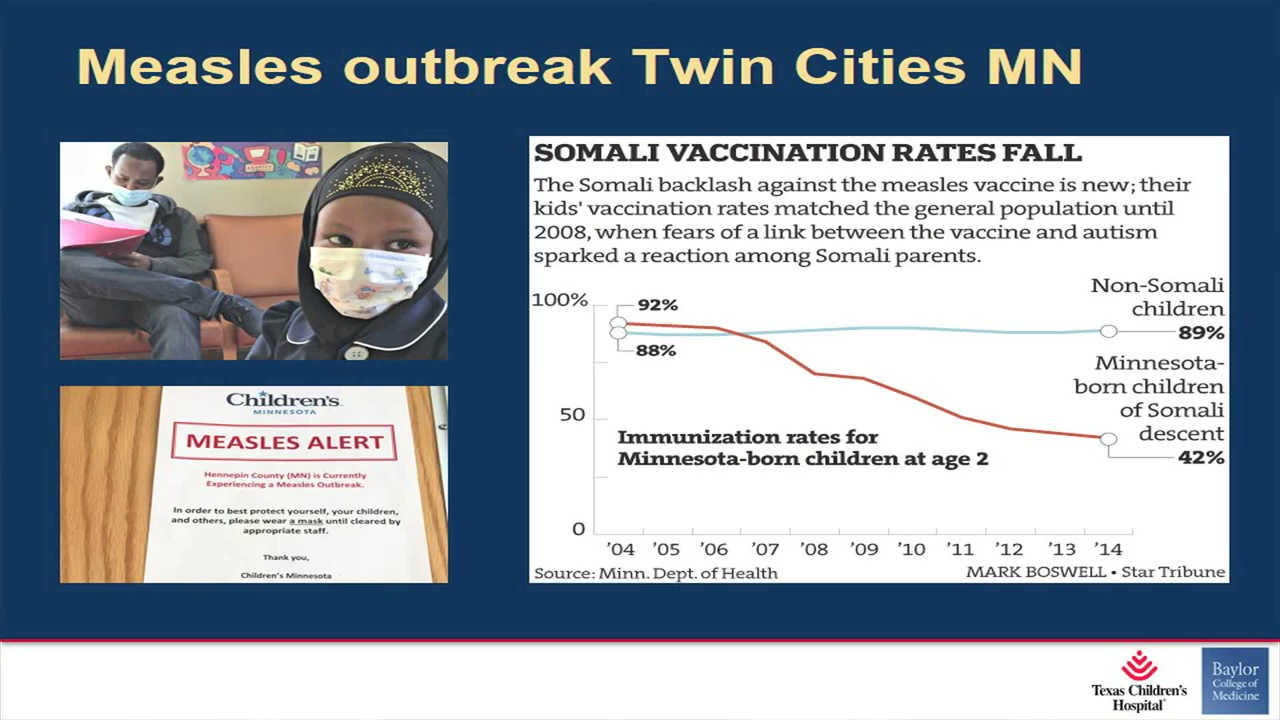 Measles outbreak Twin Cities MN
Children's
MINNESOTA
MEASLES ALERT
Hennepin County (MN) is Currently
Experiencing a Measles Outbreak.
In order to best protect yourself, your children,
and others, please wear a mask until cleared by
appropriate staff.
Thank you,
Children's Minnesota
SOMALI VACCINATION RATES FALL
The Somali backlash against the measles vaccine is new; their
kids' vaccination rates matched the general population until
2008, when fears of a link between the vaccine and autism
sparked a reaction among Somali parents.
100%
92%
88%
Non-Somali
children
89%
Minnesota-
born children
of Somali
descent
42%
50
Immunization rates for
Minnesota-born children at age 2
0
'04 '05 '06 '07 '08 '09 '10 '11 '12 '13 '14
Source: Minn. Dept. of Health
MARK BOSWELL • Star Tribune
Texas Children's
Hospital
Baylor
College of
Medicine